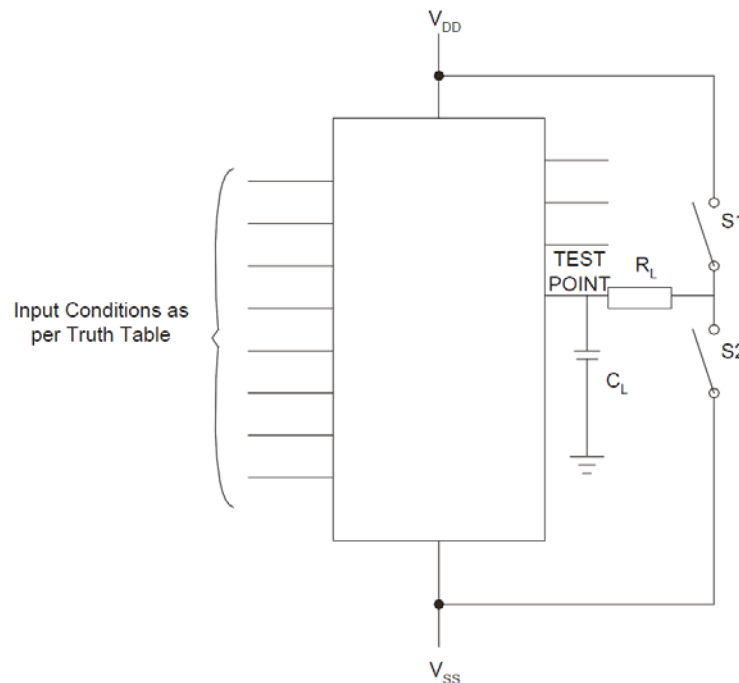 VDD
S1
TEST
POINT
RL
Input Conditions as
per Truth Table
S2
CL
VSS